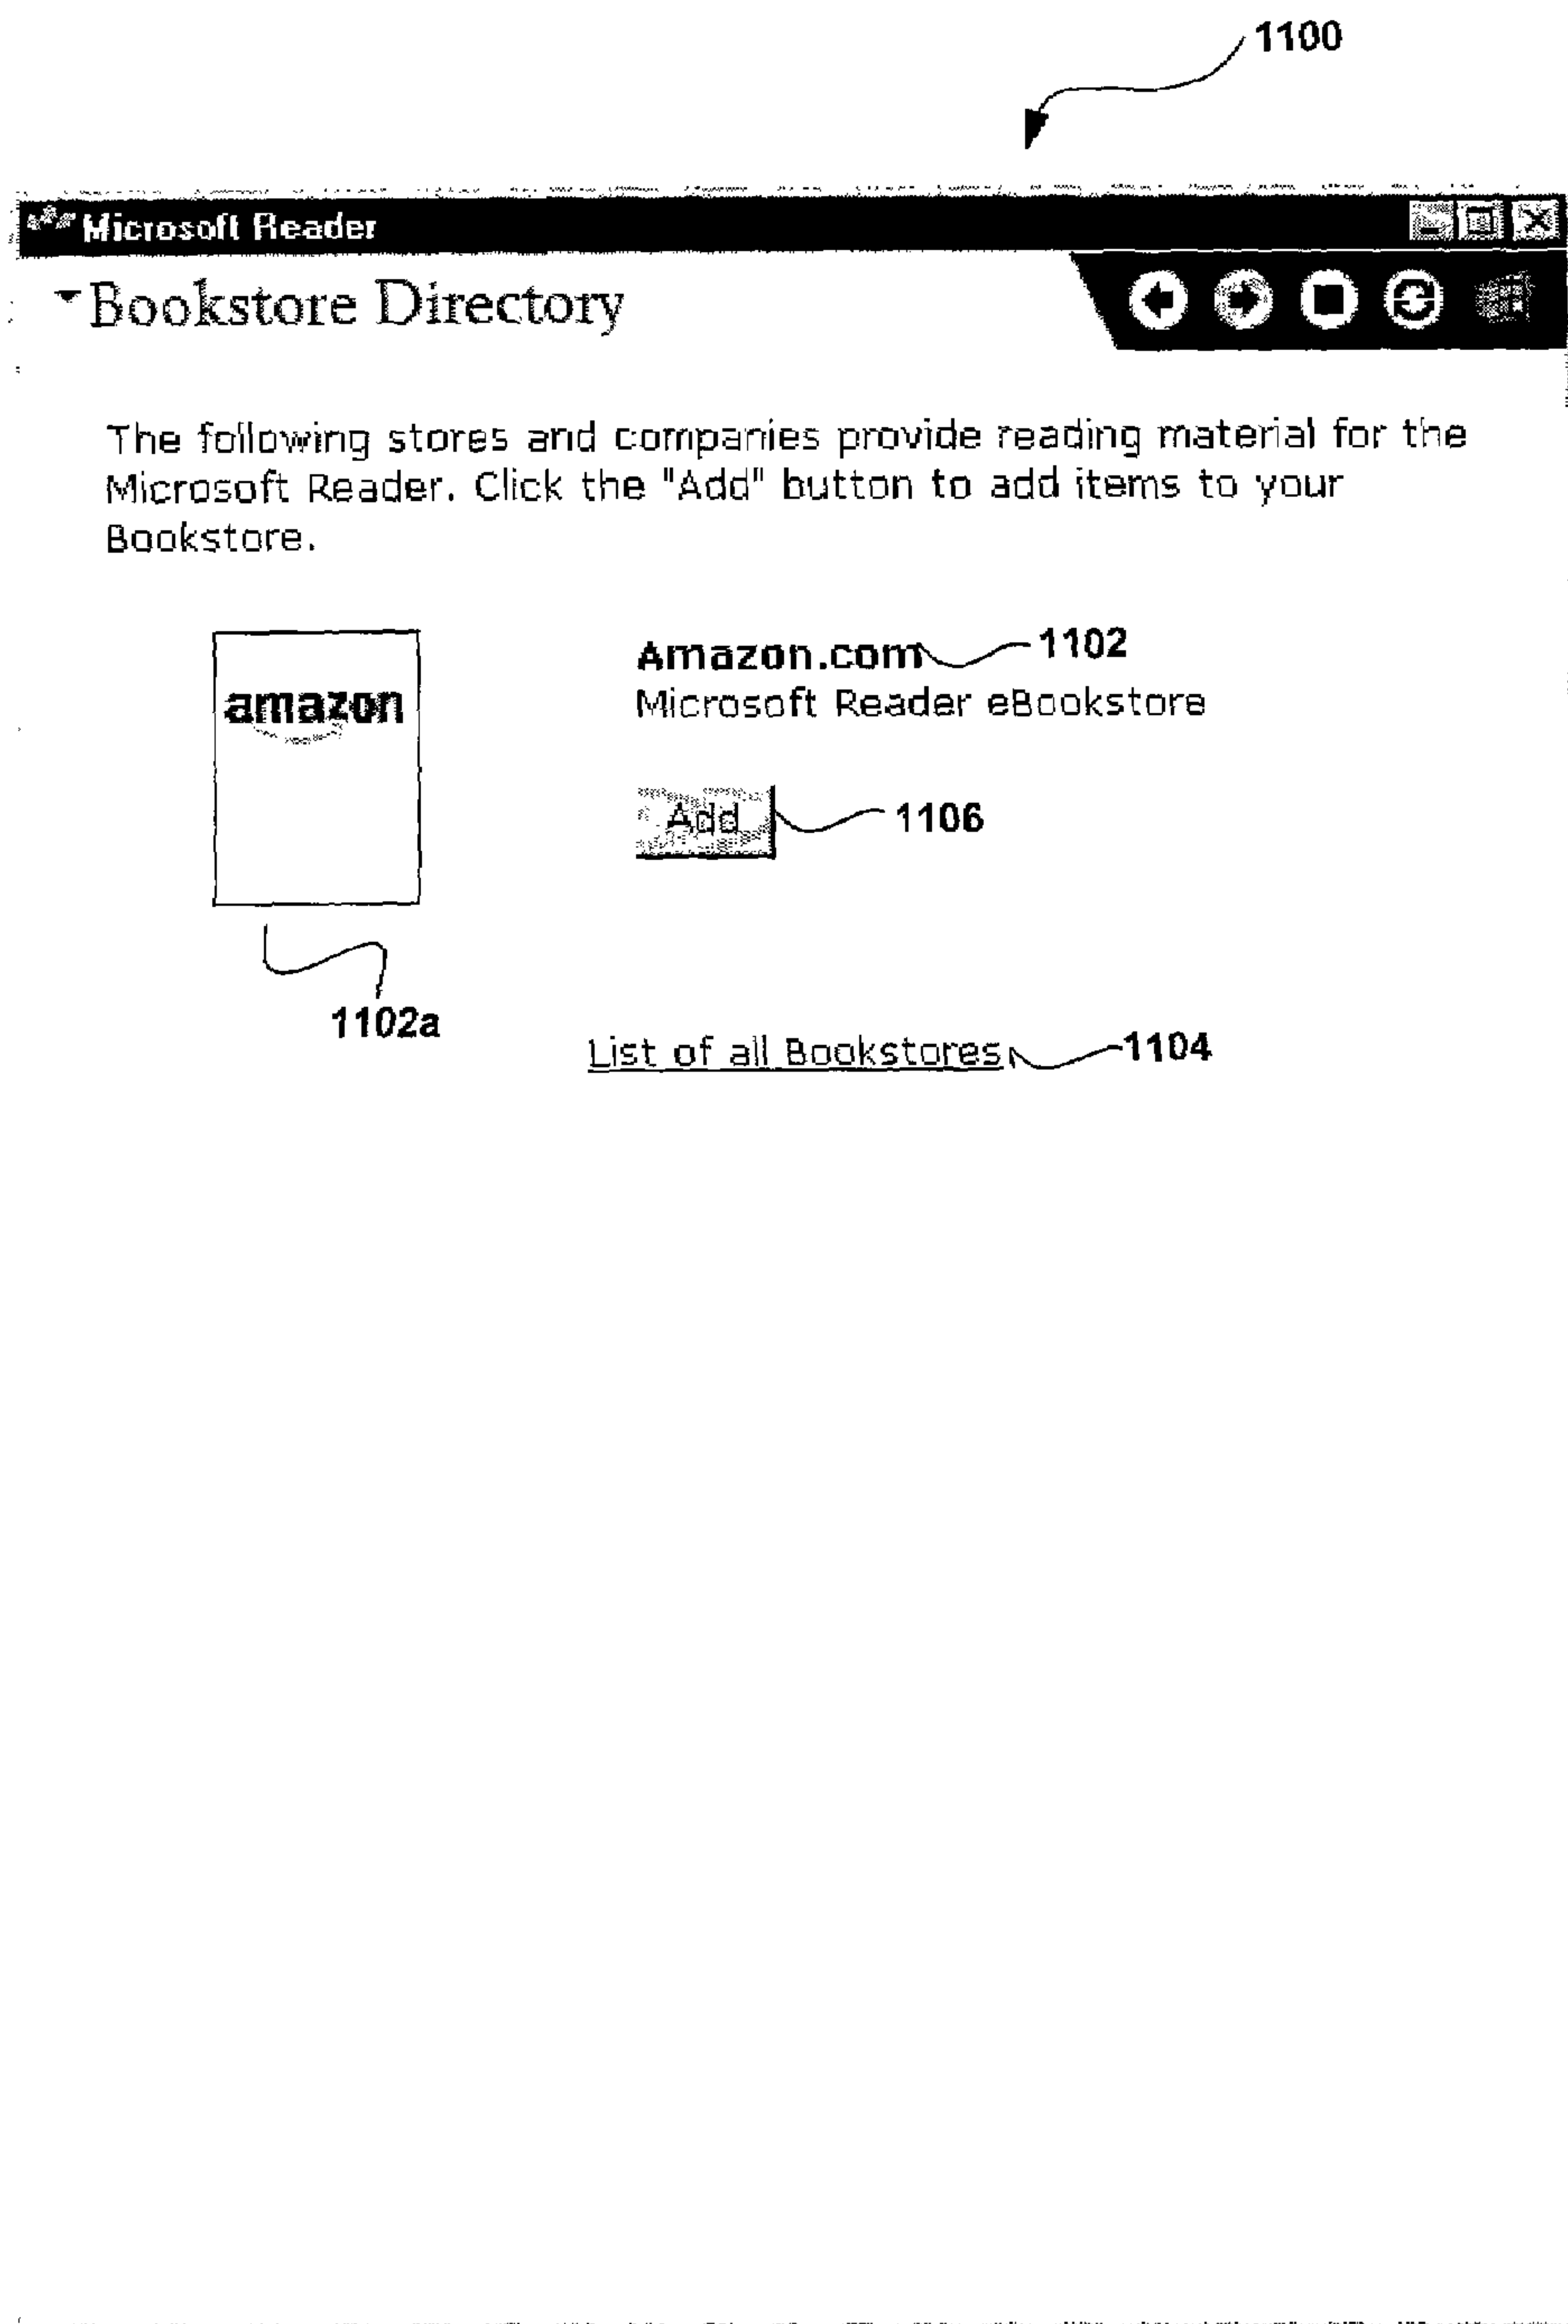 1100
Microsoft Reader
Bookstore Directory
The following stores and companies provide reading material for the
Microsoft Reader. Click the "Add" button to add items to your
Bookstore.
amazon
Amazon.com 1102
Microsoft Reader eBookstore
Add 1106
1102a
List of all Bookstores 1104